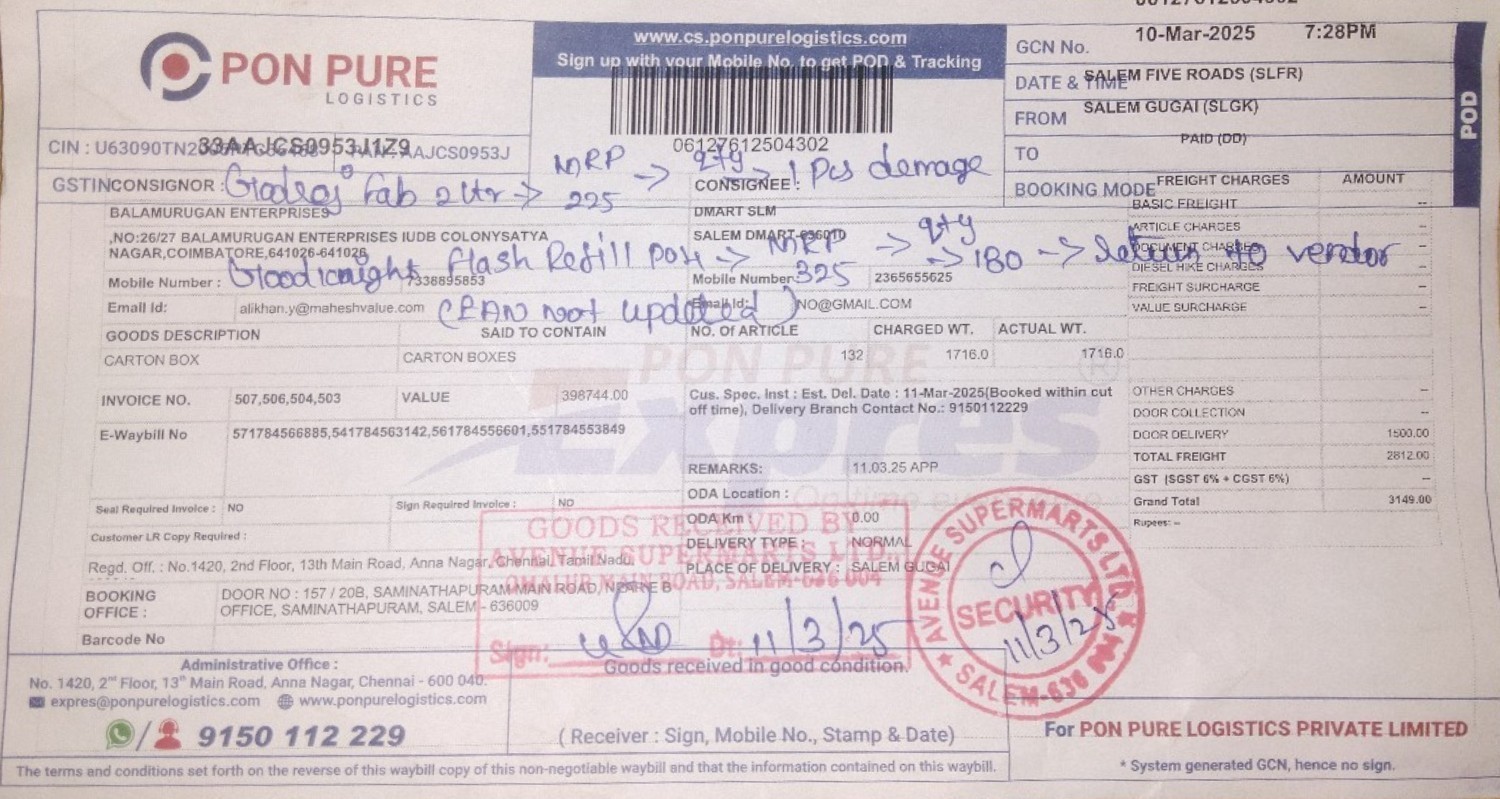 PON PURE
LOGISTICS
www.cs.ponpurelogistics.com
Sign up with your Mobile No. to get POD & Tracking
06127612504302
GCN No.
10-Mar-2025 7:28PM
DATE & TIME
SALEM FIVE ROADS (SLFR)
FROM
SALEM GUGAI (SLGK)
TO
PAID (DD)
BOOKING MODE
POD
CIN : U63090TN2
AAJCS0953J
33AAJCS0953J1Z9
GSTIN
CONSIGNOR :
Godrej Fab 2 Ltr → MRP 225 → qty → 1 Pcs demage
CONSIGNEE :
BALAMURUGAN ENTERPRISES
,NO:26/27 BALAMURUGAN ENTERPRISES IUDB COLONYSATYA
NAGAR,COIMBATORE,641026-641026
DMART SLM
SALEM DMART-636010
Goodknight Flash Refill → MRP 325 → qty → 180 → return to vendor
(EAN not updated)
Mobile Number : 7338895853
Mobile Number 2365655625
Email Id: alikhan.y@maheshvalue.com
Email Id: NO@GMAIL.COM
FREIGHT CHARGES AMOUNT
BASIC FREIGHT --
ARTICLE CHARGES --
DOCUMENT CHARGES
DIESEL HIKE CHARGES
FREIGHT SURCHARGE --
VALUE SURCHARGE --
GOODS DESCRIPTION SAID TO CONTAIN NO. Of ARTICLE CHARGED WT. ACTUAL WT.
CARTON BOX CARTON BOXES 132 1716.0 1716.0
PON PURE
Expres
INVOICE NO. 507,506,504,503 VALUE 398744.00
E-Waybill No 571784566885,541784563142,561784556601,551784553849
Cus. Spec. Inst : Est. Del. Date : 11-Mar-2025(Booked within cut
off time), Delivery Branch Contact No.: 9150112229
OTHER CHARGES --
DOOR COLLECTION --
DOOR DELIVERY 1500.00
TOTAL FREIGHT 2812.00
GST (SGST 6% + CGST 6%) --
Grand Total 3149.00
Rupees: --
REMARKS: 11.03.25 APP
ODA Location :
ODA Km : 0.00
DELIVERY TYPE : NORMAL
PLACE OF DELIVERY : SALEM GUGAI
Seal Required Invoice : NO Sign Required Invoice : NO
Customer LR Copy Required :
Regd. Off. : No.1420, 2nd Floor, 13th Main Road, Anna Nagar, Chennai, Tamil Nadu,
BOOKING OFFICE :
DOOR NO : 157 / 20B, SAMINATHAPURAM MAIN ROAD, NEAR E B
OFFICE, SAMINATHAPURAM, SALEM - 636009
Barcode No
GOODS RECEIVED BY
AVENUE SUPERMARTS LTD.,
OMALUR MAIN ROAD, SALEM-636 004
Sign: Dt: 11/3/25
Goods received in good condition.
AVENUE SUPERMARTS LTD
SECURITY
11/3/25
SALEM-636
Administrative Office :
No. 1420, 2nd Floor, 13th Main Road, Anna Nagar, Chennai - 600 040.
expres@ponpurelogistics.com www.ponpurelogistics.com
9150 112 229
( Receiver : Sign, Mobile No., Stamp & Date)
For PON PURE LOGISTICS PRIVATE LIMITED
The terms and conditions set forth on the reverse of this waybill copy of this non-negotiable waybill and that the information contained on this waybill.
* System generated GCN, hence no sign.